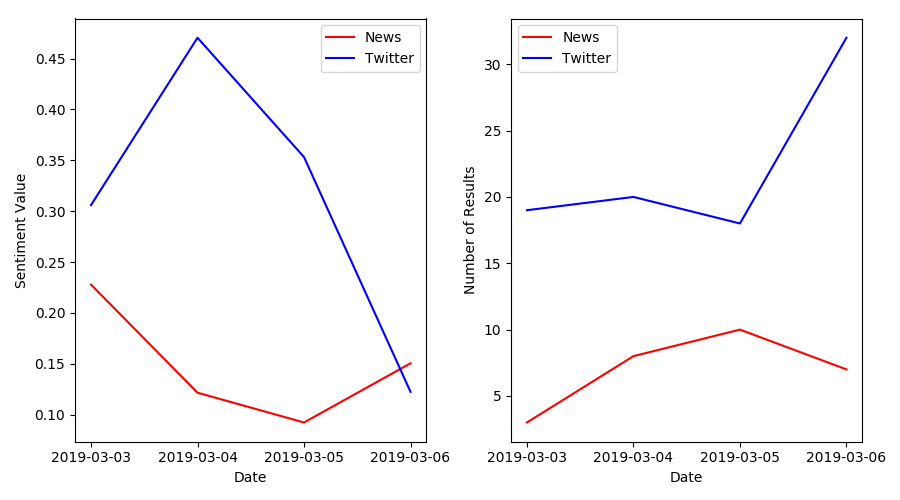 News
Twitter
0.45
0.40
0.35
0.30
0.25
0.20
0.15
0.10
Sentiment Value
2019-03-03 2019-03-04 2019-03-05 2019-03-06
Date
News
Twitter
30
25
20
15
10
5
Number of Results
2019-03-03 2019-03-04 2019-03-05 2019-03-06
Date